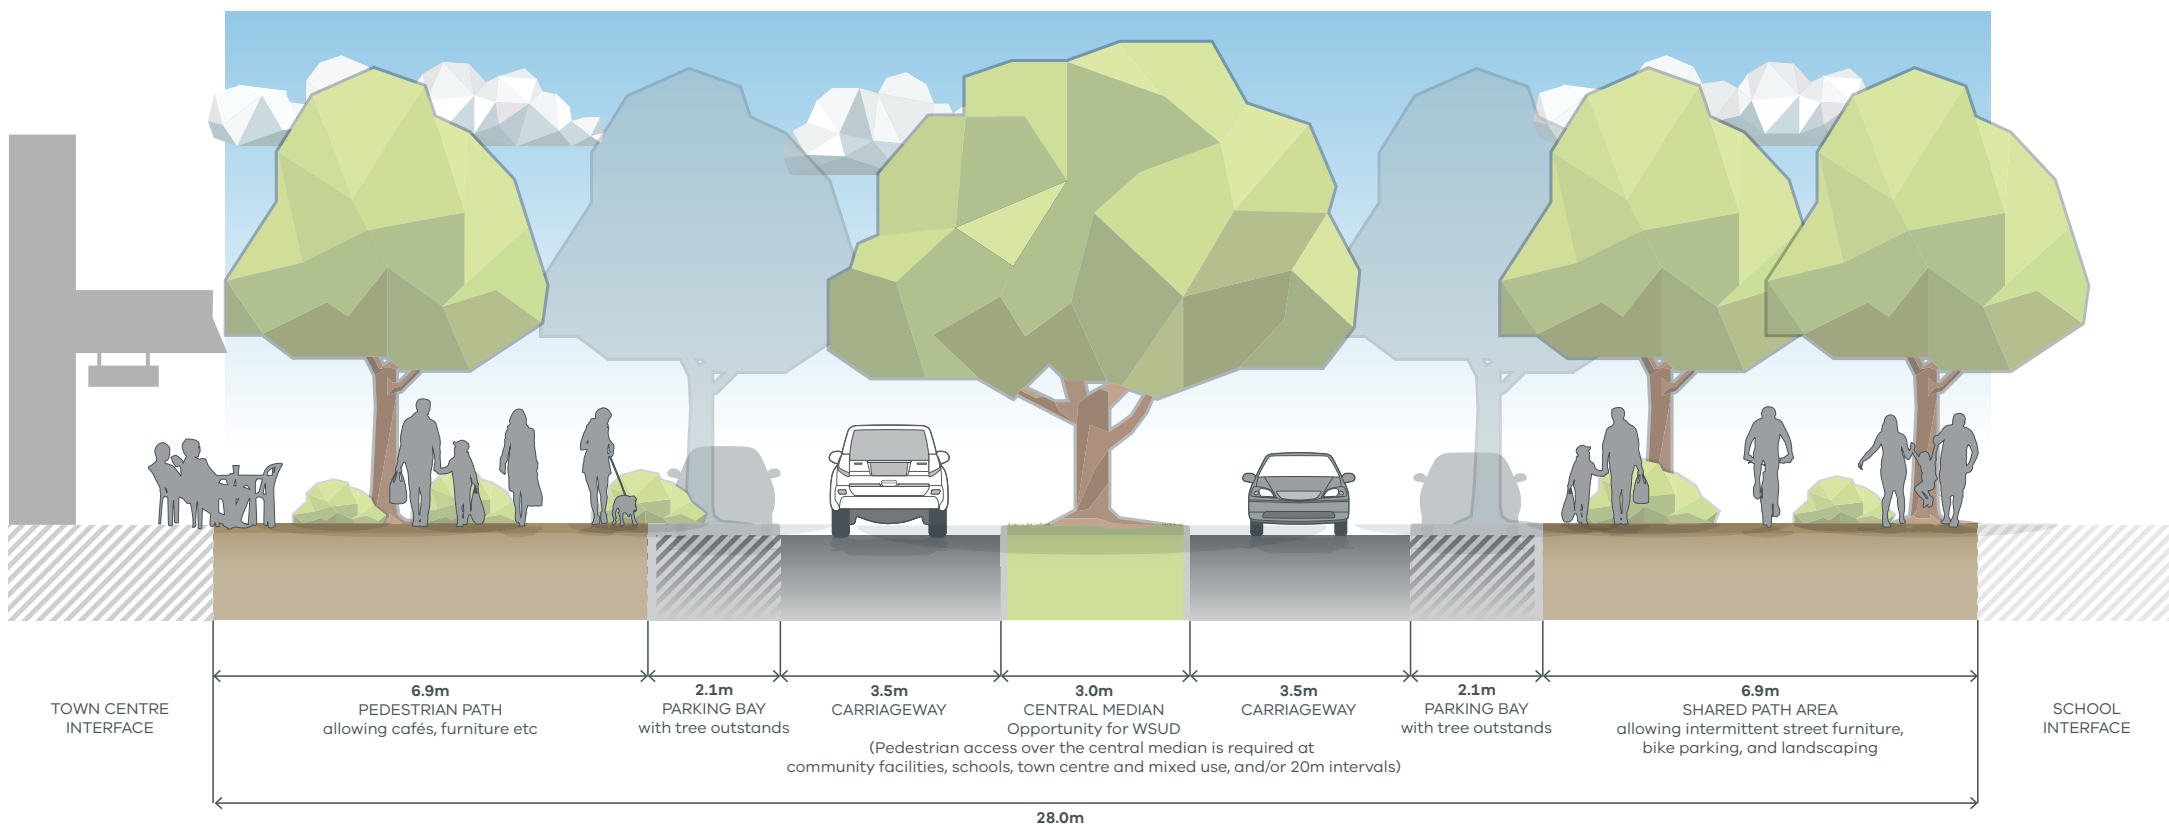 TOWN CENTRE
INTERFACE
6.9m
PEDESTRIAN PATH
allowing cafés, furniture etc
2.1m
PARKING BAY
with tree outstands
3.5m
CARRIAGEWAY
3.0m
CENTRAL MEDIAN
Opportunity for WSUD
(Pedestrian access over the central median is required at
community facilities, schools, town centre and mixed use, and/or 20m intervals)
3.5m
CARRIAGEWAY
2.1m
PARKING BAY
with tree outstands
6.9m
SHARED PATH AREA
allowing intermittent street furniture,
bike parking, and landscaping
SCHOOL
INTERFACE
28.0m